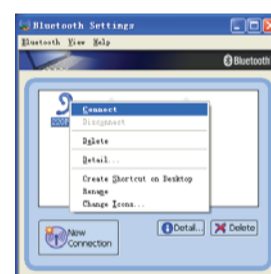 Bluetooth Settings
Bluetooth View Help
Bluetooth
Connect
Disconnect
Delete
Detail...
Create Shortcut on Desktop
Rename
Change Icons...
New
Connection
Detail...
Delete